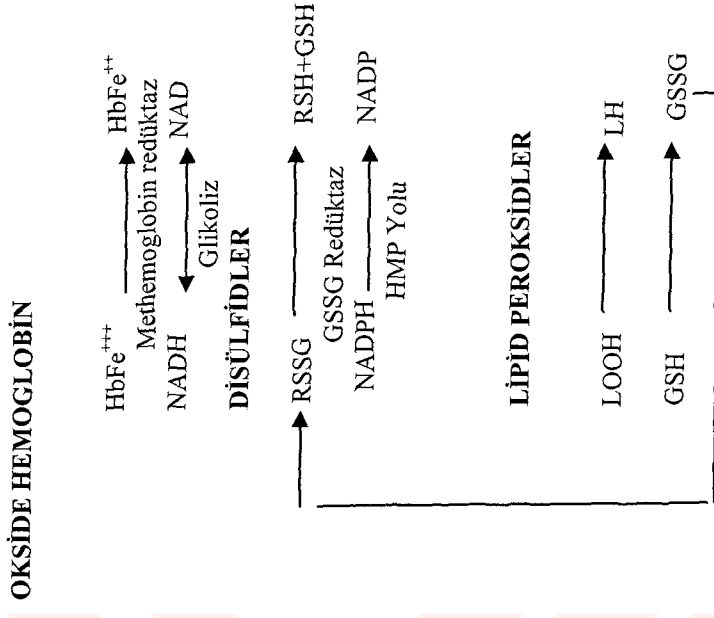 OKSİDE HEMOGLOBİN
HbFe+++ HbFe++
Methemoglobin redüktaz
NADH NAD
Glikoliz
DİSÜLFİDLER
RSSG RSH+GSH
GSSG Redüktaz
NADPH NADP
HMP Yolu
LİPİD PEROKSİDLER
LOOH LH
GSH GSSG